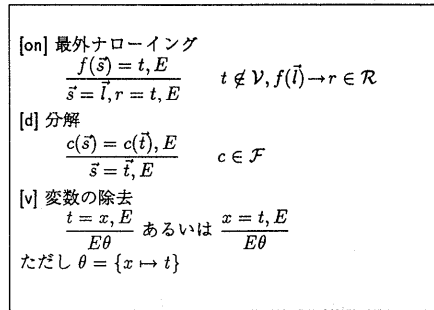 [on] 最外ナローイング
f(s⃗) = t, E
s⃗ = l⃗, r = t, E
t ∉ 𝒱, f(l⃗) → r ∈ ℛ
[d] 分解
c(s⃗) = c(t⃗), E
s⃗ = t⃗, E
c ∈ ℱ
[v] 変数の除去
t = x, E あるいは x = t, E
Eθ Eθ
ただし θ = {x ↦ t}